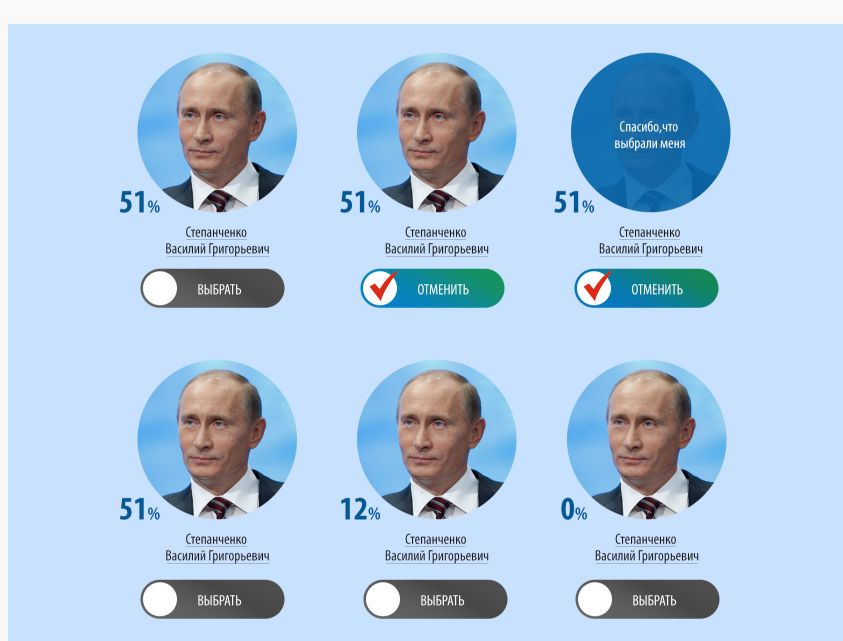 Спасибо,что
выбрали меня
51% 51% 51%
Степанченко Степанченко Степанченко
Василий Григорьевич Василий Григорьевич Василий Григорьевич
ВЫБРАТЬ ОТМЕНИТЬ ОТМЕНИТЬ
51% 12% 0%
Степанченко Степанченко Степанченко
Василий Григорьевич Василий Григорьевич Василий Григорьевич
ВЫБРАТЬ ВЫБРАТЬ ВЫБРАТЬ